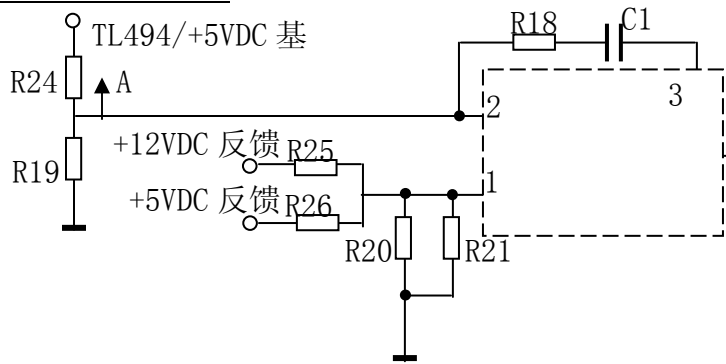 TL494/+5VDC 基
R18
C1
R24
A
3
2
+12VDC 反馈
R25
R19
+5VDC 反馈
R26
1
R20
R21